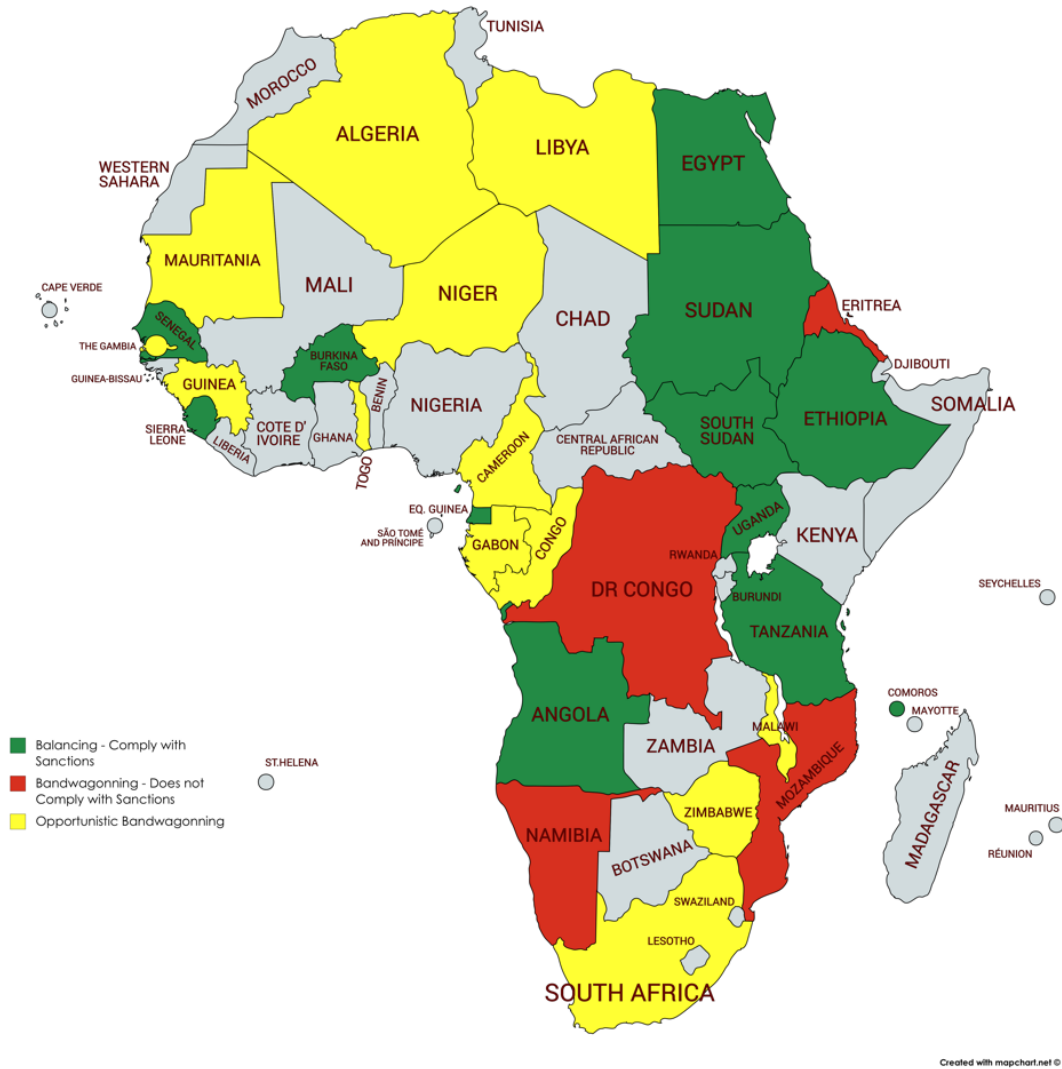 TUNISIA
MOROCCO
ALGERIA
LIBYA
EGYPT
WESTERN
SAHARA
MAURITANIA
MALI
NIGER
CHAD
SUDAN
ERITREA
CAPE VERDE
SENEGAL
THE GAMBIA
GUINEA-BISSAU
GUINEA
BURKINA
FASO
BENIN
NIGERIA
DJIBOUTI
SOMALIA
ETHIOPIA
SOUTH
SUDAN
SIERRA
LEONE
LIBERIA
COTE D'
IVOIRE
GHANA
TOGO
CAMEROON
CENTRAL AFRICAN
REPUBLIC
EQ. GUINEA
SÃO TOMÉ
AND PRÍNCIPE
GABON
CONGO
UGANDA
KENYA
RWANDA
DR CONGO
BURUNDI
SEYCHELLES
TANZANIA
COMOROS
MAYOTTE
ANGOLA
MALAWI
ZAMBIA
MOZAMBIQUE
Balancing - Comply with
Sanctions
Bandwagonning - Does not
Comply with Sanctions
Opportunistic Bandwagonning
ST.HELENA
NAMIBIA
ZIMBABWE
BOTSWANA
MADAGASCAR
MAURITIUS
RÉUNION
SWAZILAND
LESOTHO
SOUTH AFRICA
Created with mapchart.net ©